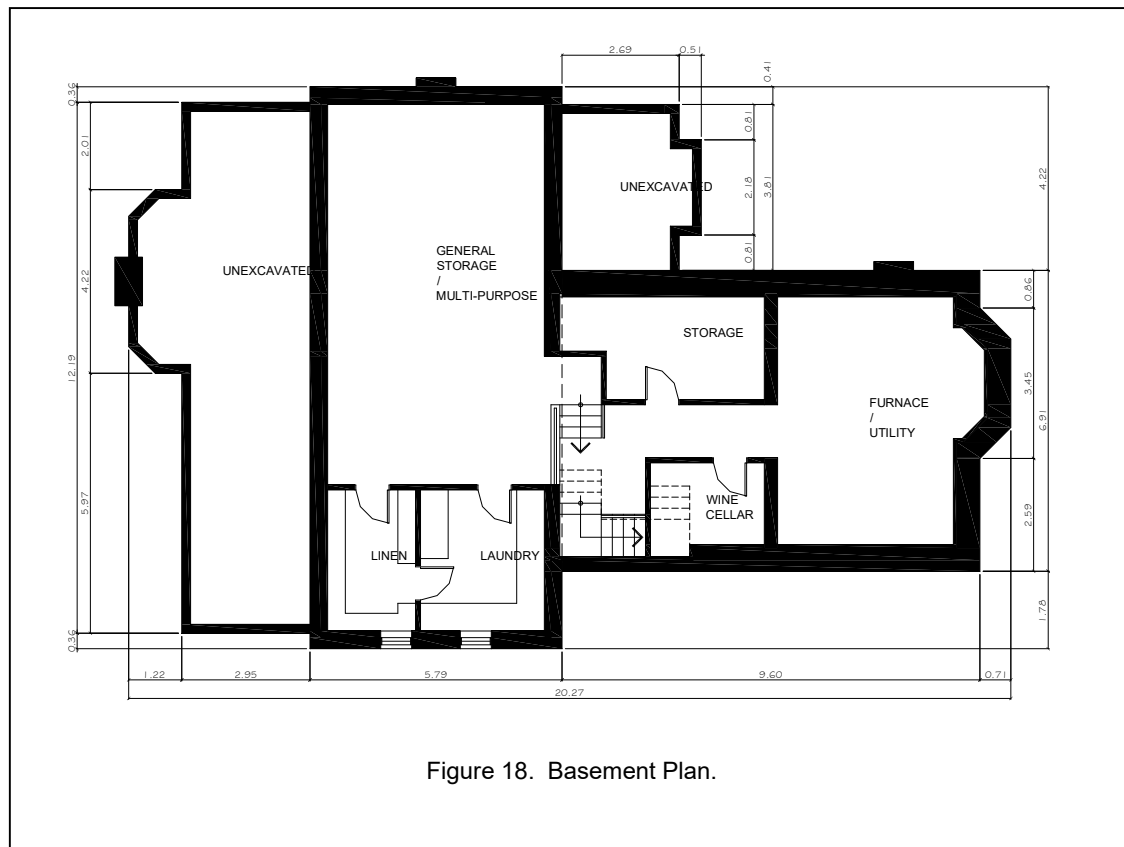 2.69
0.51
0.41
0.36
2.01
0.81
2.18
3.81
4.22
0.81
UNEXCAVATED
GENERAL
STORAGE
/
MULTI-PURPOSE
UNEXCAVATED
4.22
12.19
STORAGE
0.86
3.45
6.91
FURNACE
/
UTILITY
WINE
CELLAR
2.59
5.97
LINEN
LAUNDRY
1.78
0.36
1.22
2.95
5.79
9.60
0.71
20.27
Figure 18. Basement Plan.